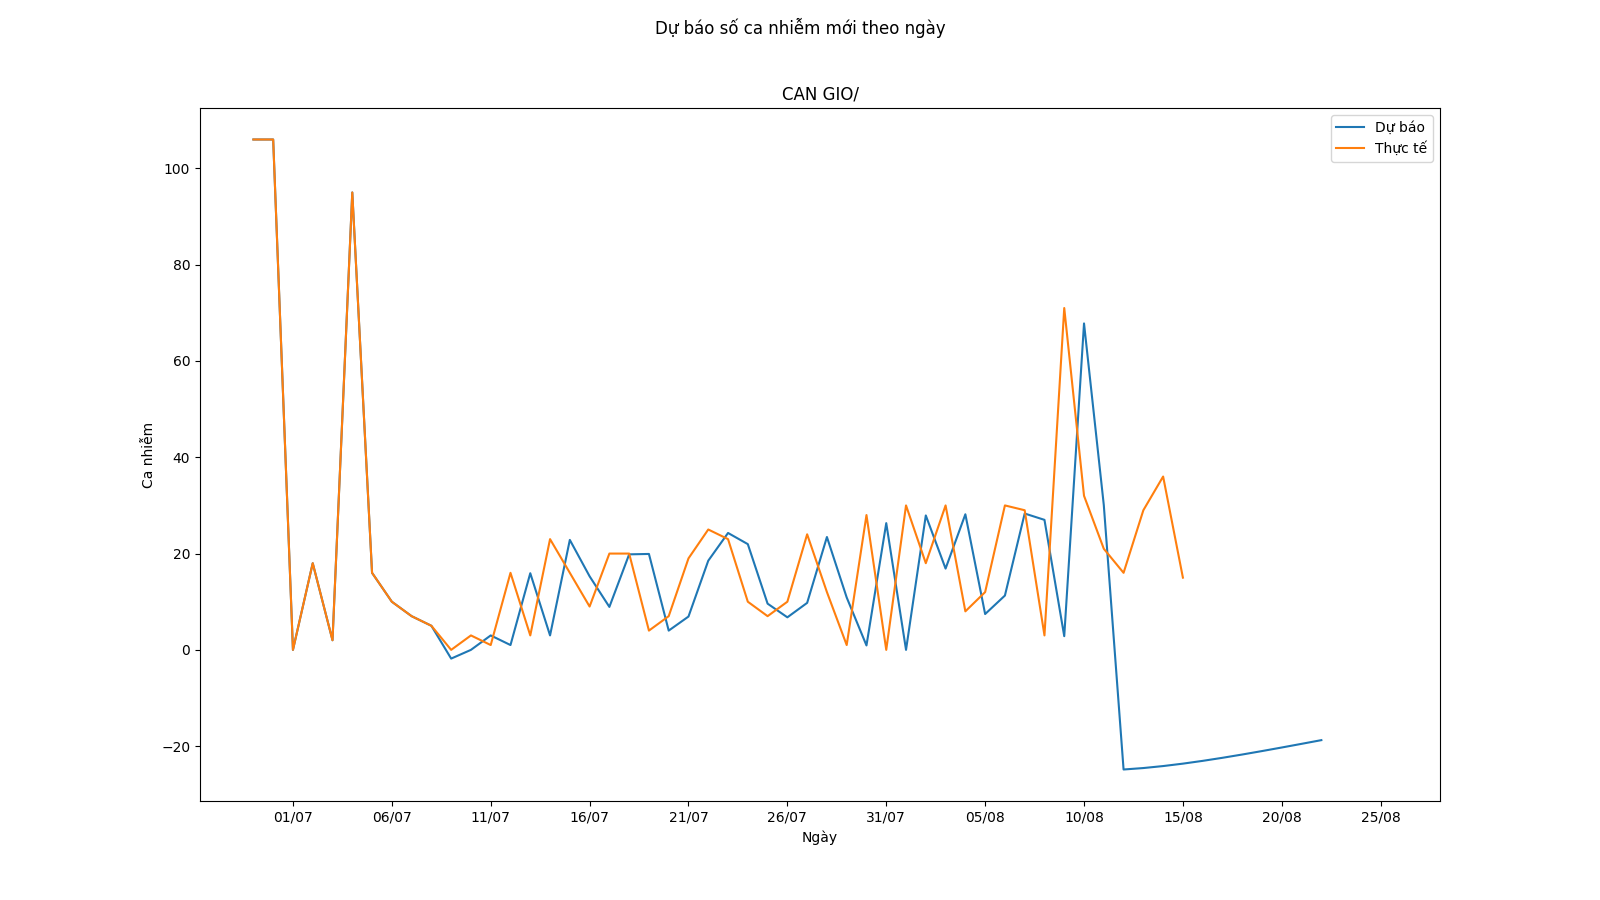 Dự báo số ca nhiễm mới theo ngày
CAN GIO/
Dự báo
Thực tế
100
80
60
40
20
0
−20
Ca nhiễm
01/07 06/07 11/07 16/07 21/07 26/07 31/07 05/08 10/08 15/08 20/08 25/08
Ngày